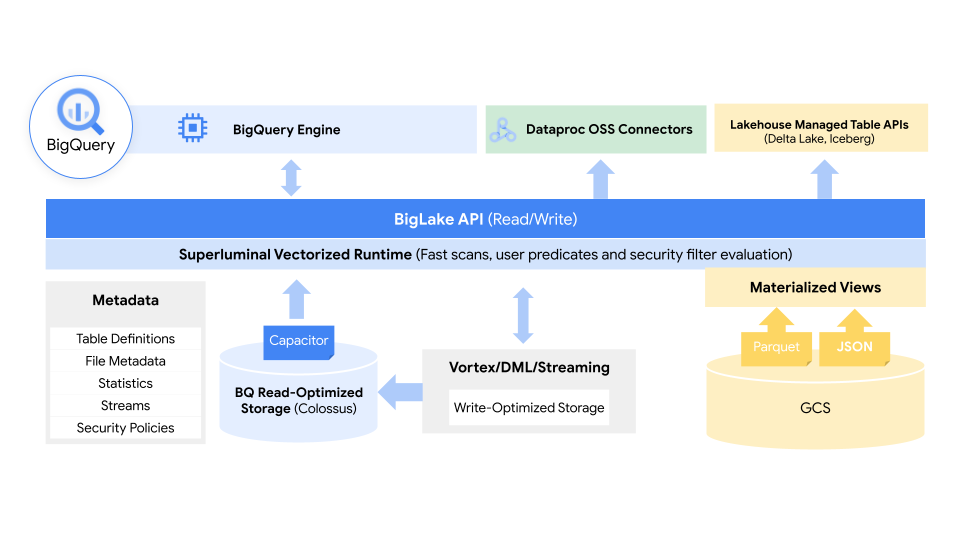 BigQuery
BigQuery Engine
Dataproc OSS Connectors
Lakehouse Managed Table APIs
(Delta Lake, Iceberg)
BigLake API (Read/Write)
Superluminal Vectorized Runtime (Fast scans, user predicates and security filter evaluation)
Metadata
Table Definitions
File Metadata
Statistics
Streams
Security Policies
Capacitor
BQ Read-Optimized
Storage (Colossus)
Vortex/DML/Streaming
Write-Optimized Storage
Materialized Views
Parquet
JSON
GCS